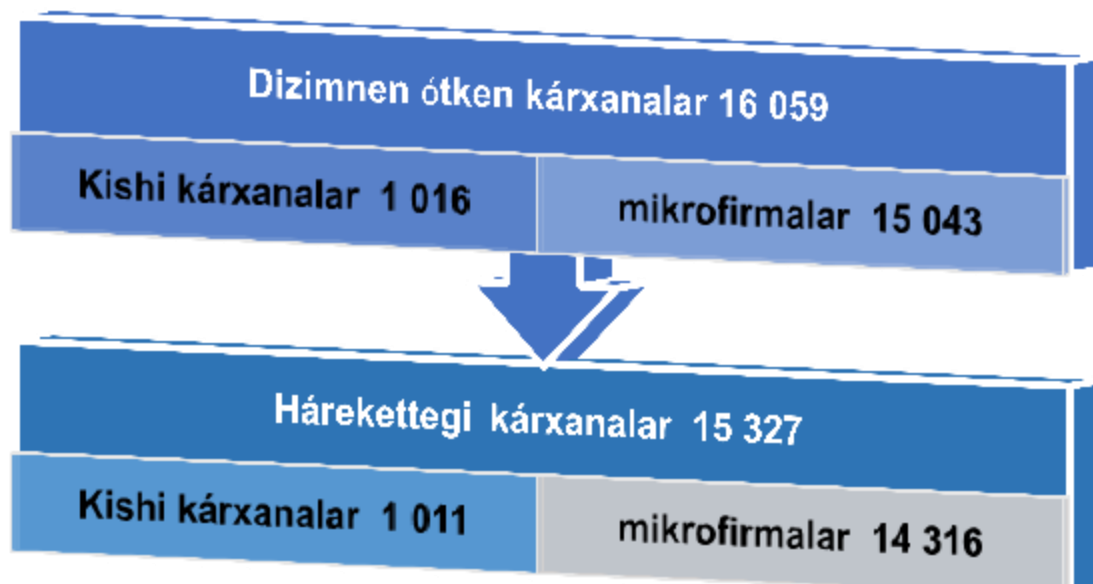 Dizimnen ótken kárxanalar 16 059
Kishi kárxanalar 1 016
mikrofirmalar 15 043
Hárekettegi kárxanalar 15 327
Kishi kárxanalar 1 011
mikrofirmalar 14 316